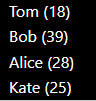 Tom (18)
Bob (39)
Alice (28)
Kate (25)